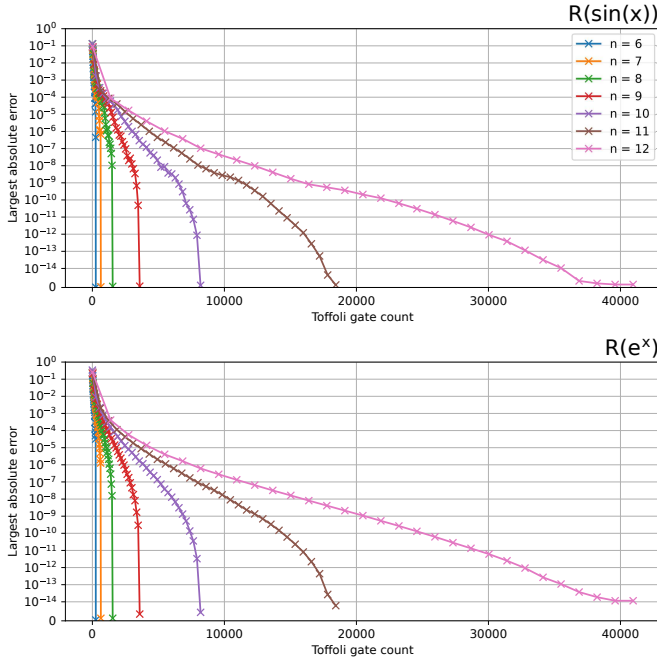 R(sin(x))
10⁰
10⁻¹
10⁻²
10⁻³
10⁻⁴
10⁻⁵
10⁻⁶
10⁻⁷
10⁻⁸
10⁻⁹
10⁻¹⁰
10⁻¹¹
10⁻¹²
10⁻¹³
10⁻¹⁴
0
Largest absolute error
n = 6
n = 7
n = 8
n = 9
n = 10
n = 11
n = 12
0 10000 20000 30000 40000
Toffoli gate count
R(eˣ)
10⁰
10⁻¹
10⁻²
10⁻³
10⁻⁴
10⁻⁵
10⁻⁶
10⁻⁷
10⁻⁸
10⁻⁹
10⁻¹⁰
10⁻¹¹
10⁻¹²
10⁻¹³
10⁻¹⁴
0
Largest absolute error
0 10000 20000 30000 40000
Toffoli gate count